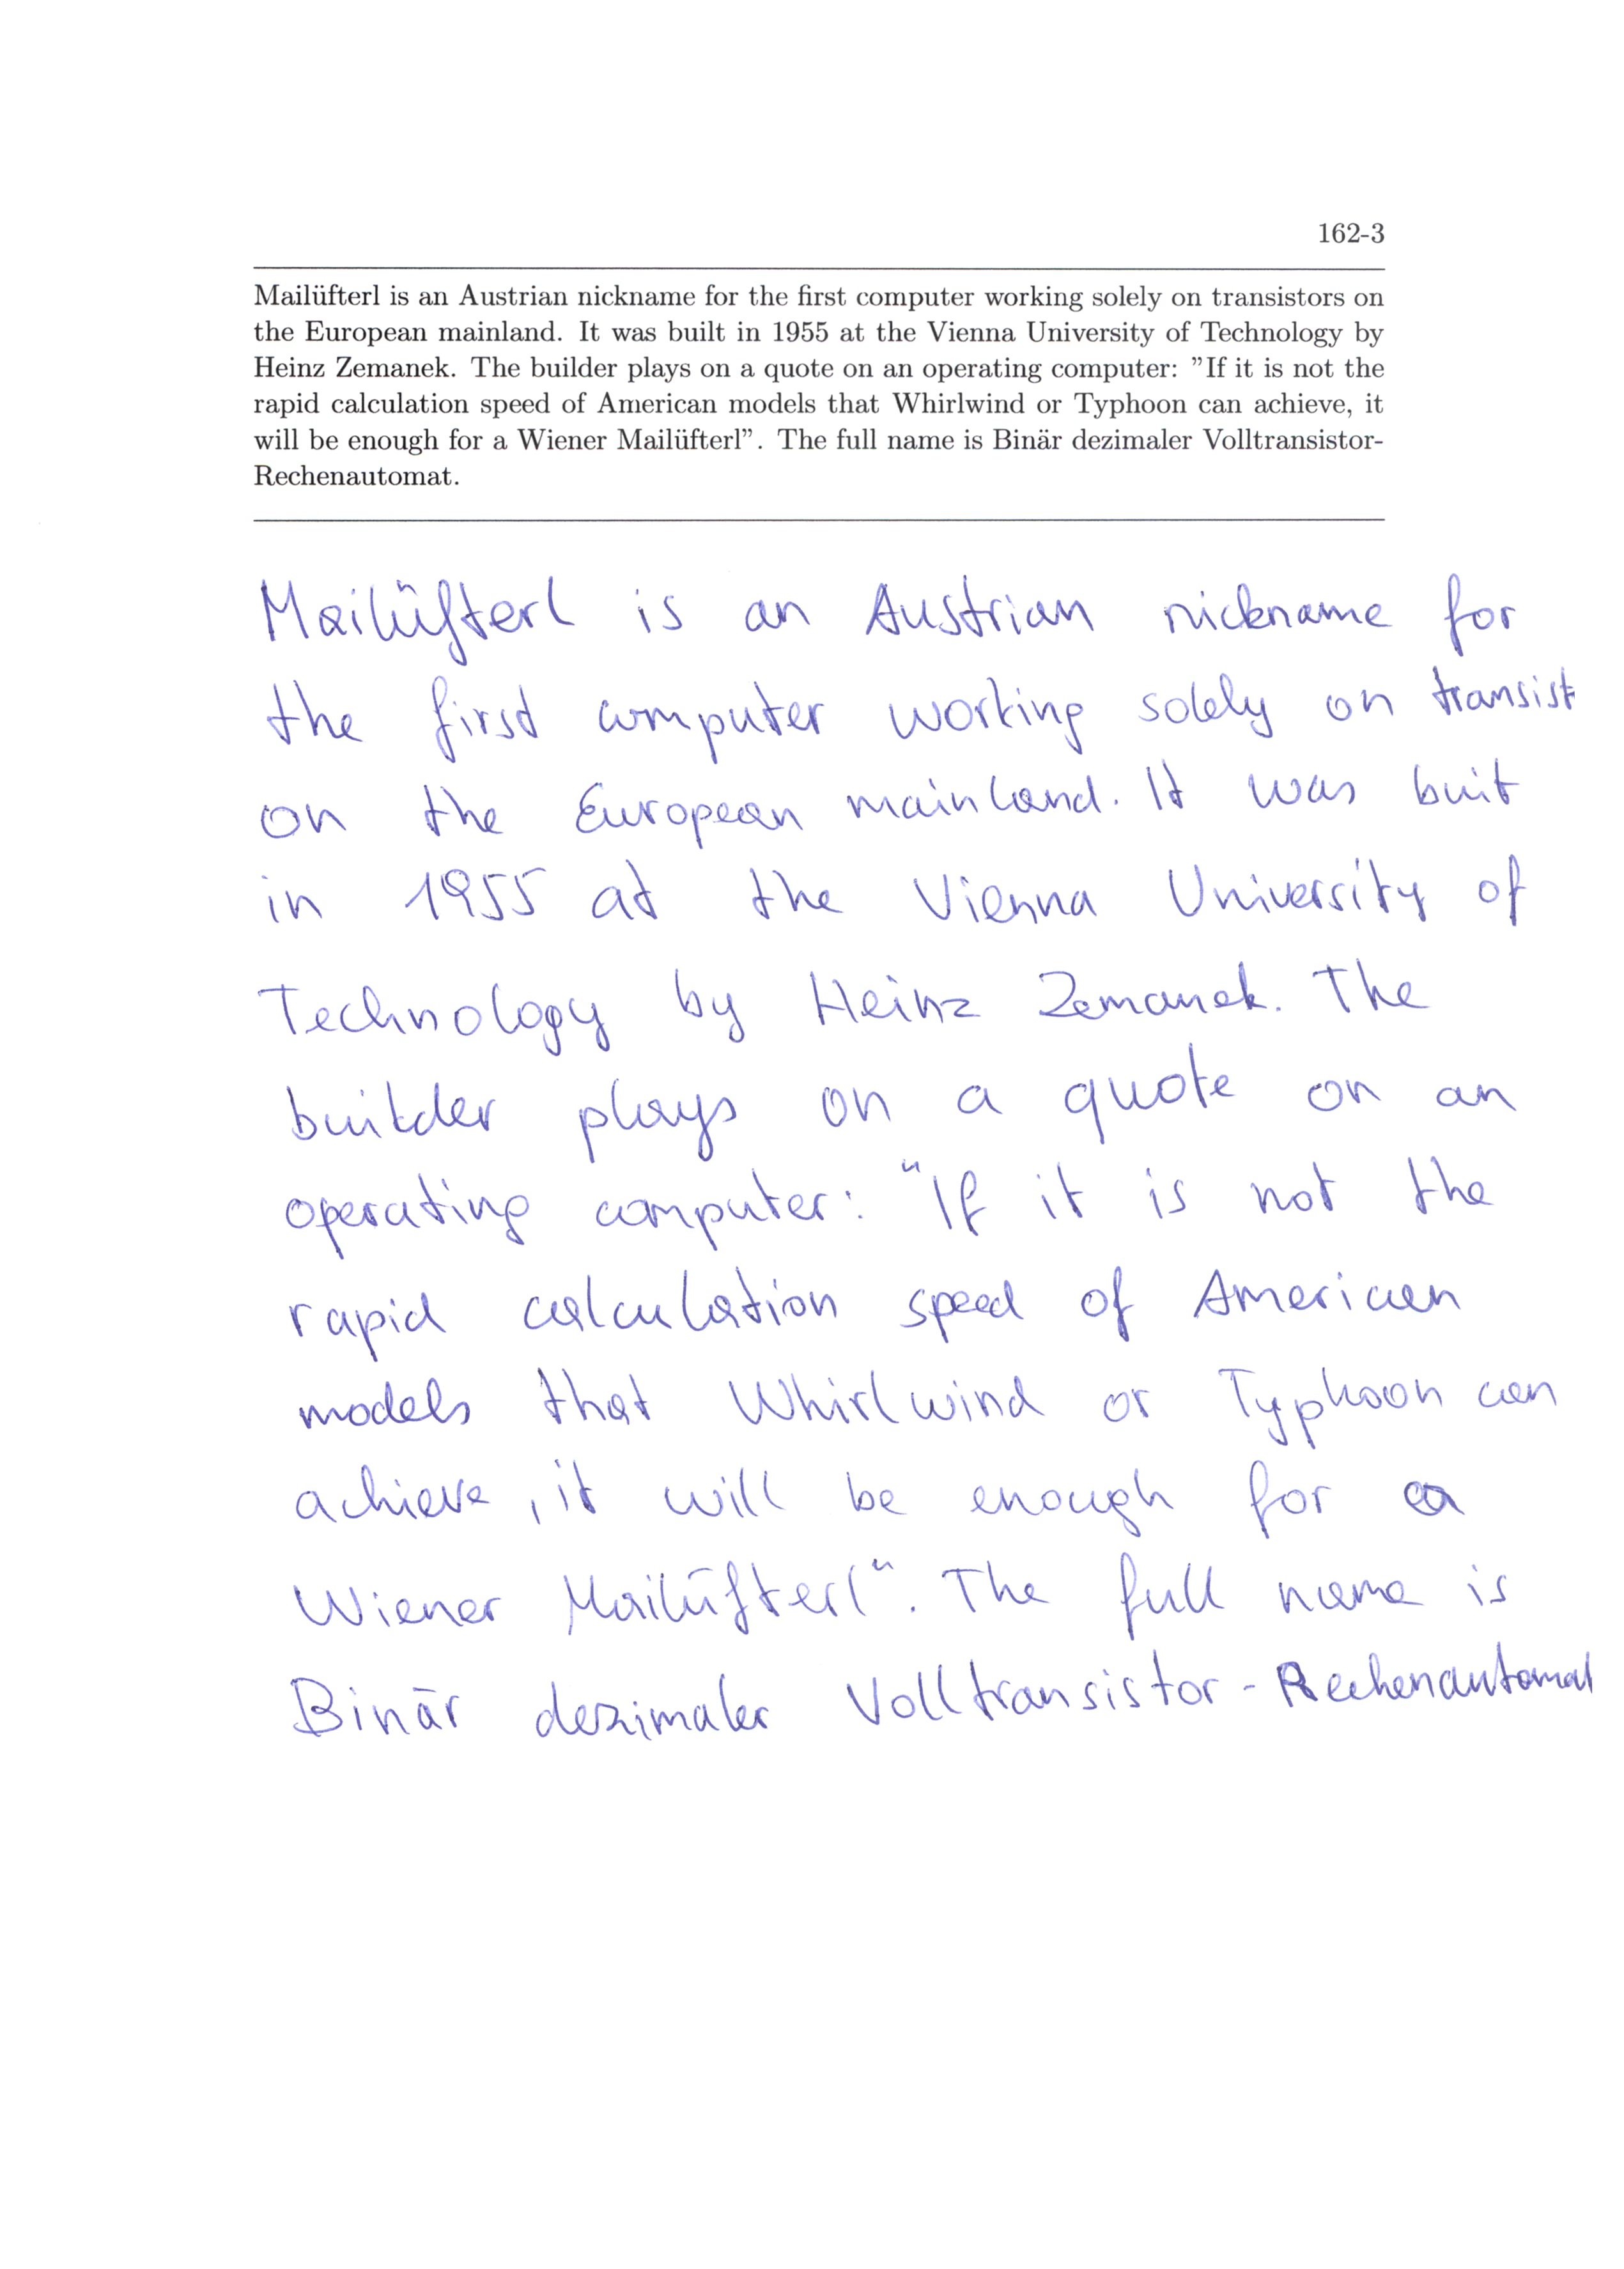 162-3
Mailüfterl is an Austrian nickname for the first computer working solely on transistors on
the European mainland. It was built in 1955 at the Vienna University of Technology by
Heinz Zemanek. The builder plays on a quote on an operating computer: ”If it is not the
rapid calculation speed of American models that Whirlwind or Typhoon can achieve, it
will be enough for a Wiener Mailüfterl”. The full name is Binär dezimaler Volltransistor-
Rechenautomat.
Mailüfterl is an Austrian nickname for
the first computer working solely on transist
on the European mainland. It was buit
in 1955 at the Vienna University of
Technology by Heinz Zemanek. The
builder plays on a quote on an
operating computer: "If it is not the
rapid calculation speed of American
models that Whirlwind or Typhoon can
achieve, it will be enough for a
Wiener Mailüfterl". The full name is
Binär dezimaler Volltransistor-Rechenautomat